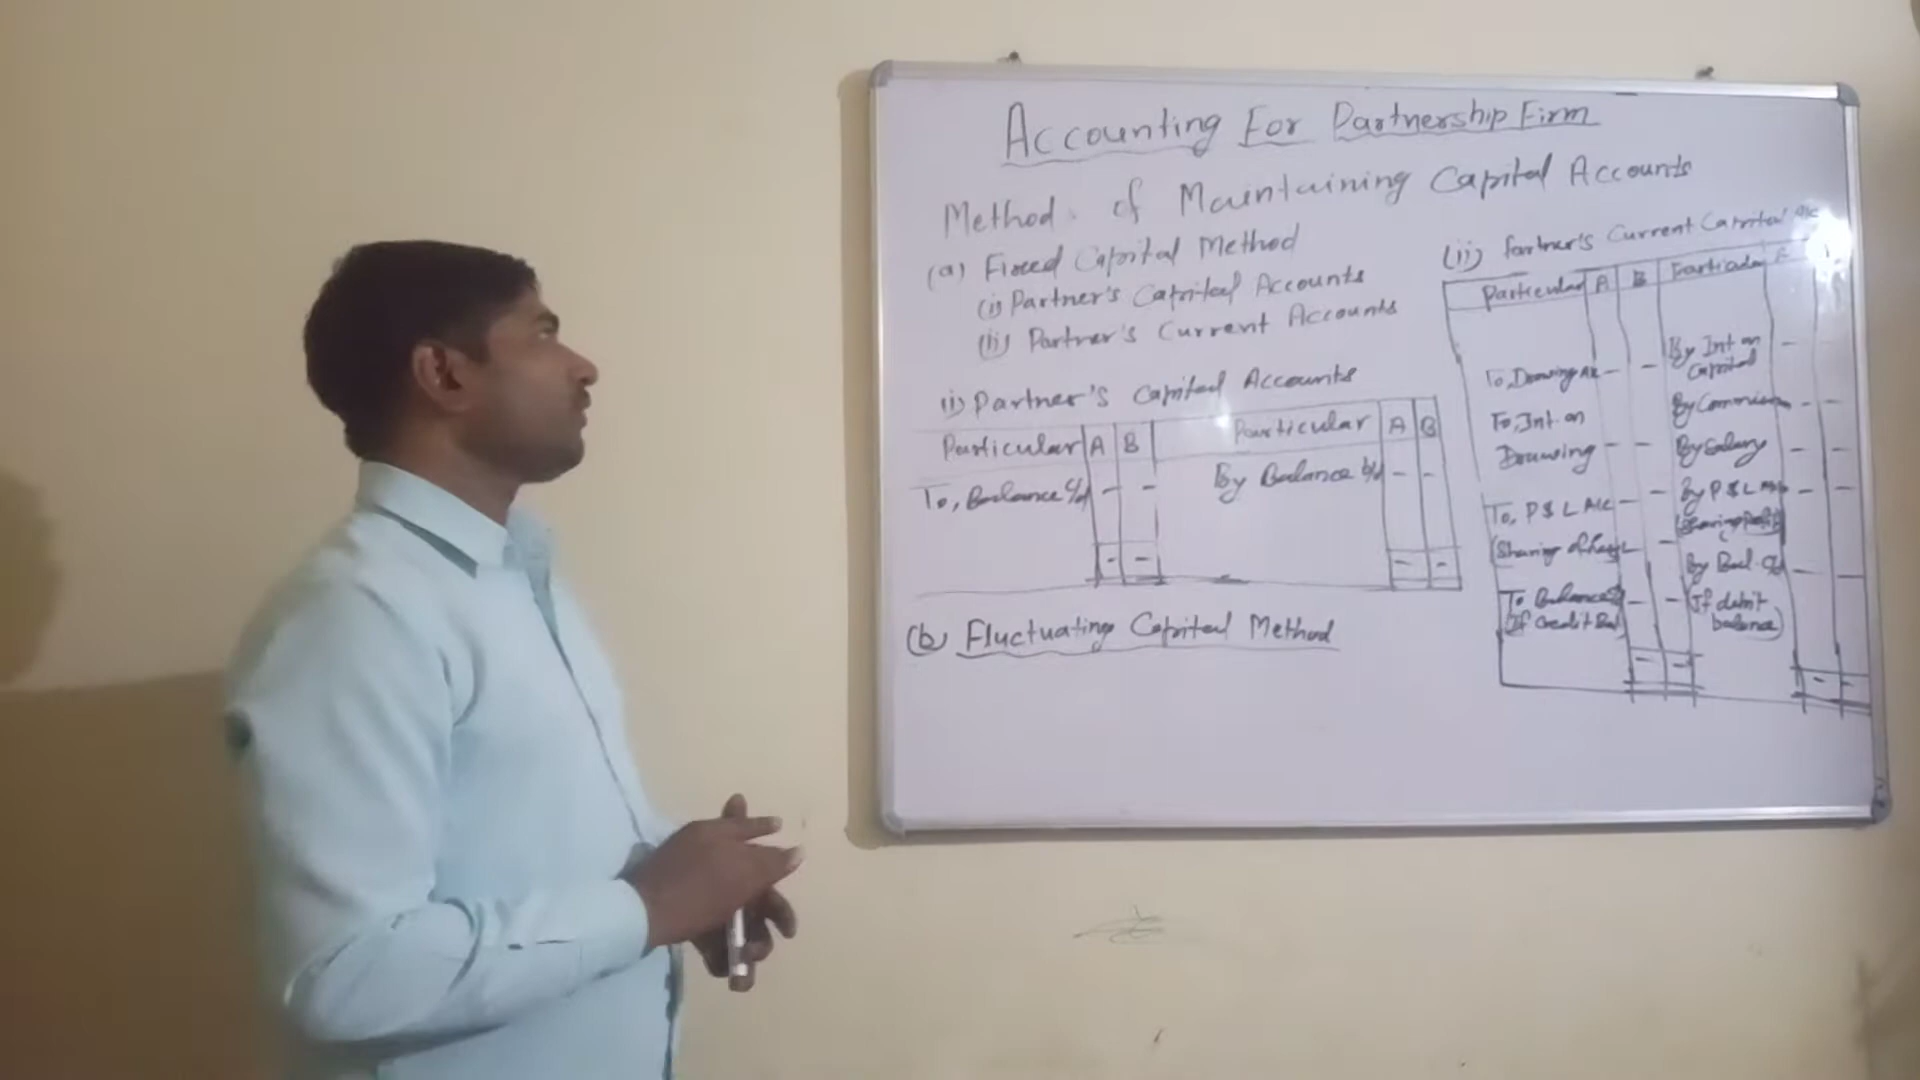 Accounting For Partnership Firm
Method of Maintaining Capital Accounts
(a) Fixed Capital Method
(i) Partner's Capital Accounts
(ii) Partner's Current Accounts
(i) Partner's Capital Accounts
Particular A B Particular A B
To, Balance c/d - - By Balance b/d - -
- - - -
(b) Fluctuating Capital Method
(ii) Partner's Current Capital A/c
Particular A B Particular
To, Drawing A/c - - By Int on Capital -
By Commission - -
To, Int. on
Drawing - - By Salary - -
To, P & L A/c - - By P & L A/c - -
(Sharing of - (Sharing Profit)
By Bal. - -
To Balance - - (If debit
(If Credit Bal) balance)
- - - -